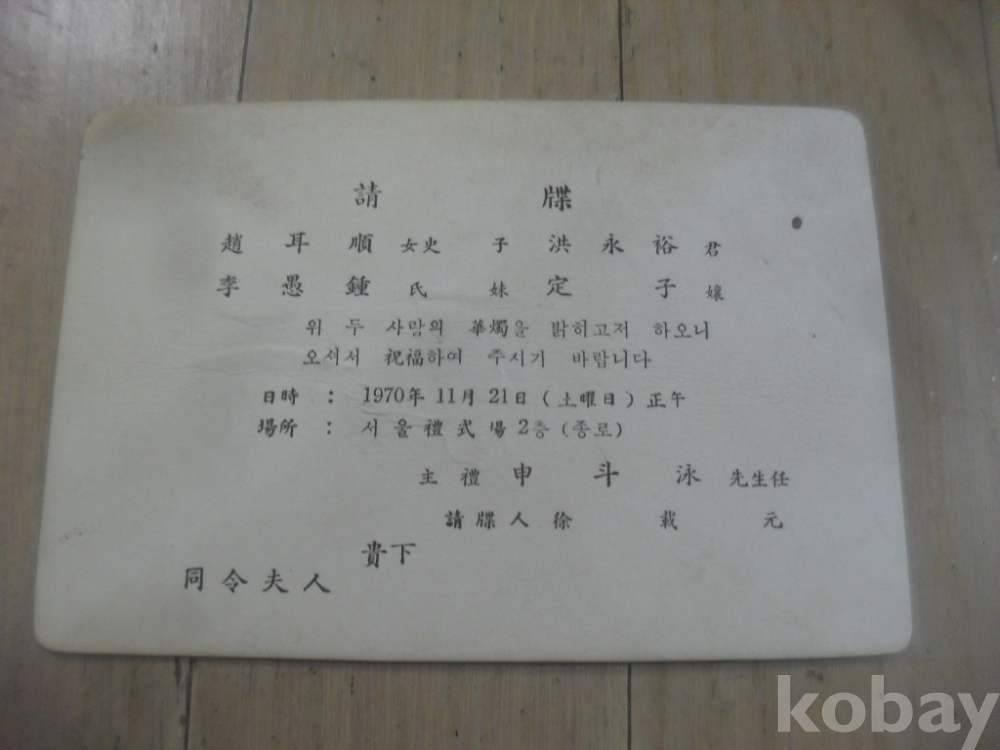 請 牒
趙 耳 順 女史 子 洪 永 裕 君
李 愚 鍾 氏 妹 定 子 孃
위 두 사람의 華燭을 밝히고저 하오니
오셔서 祝福하여 주시기 바랍니다
日時 : 1970年 11月 21日 (土曜日) 正午
場所 : 서울禮式場 2층 (종로)
主禮 申 斗 泳 先生任
請牒人 徐 載 元
貴下
同令夫人
kobay